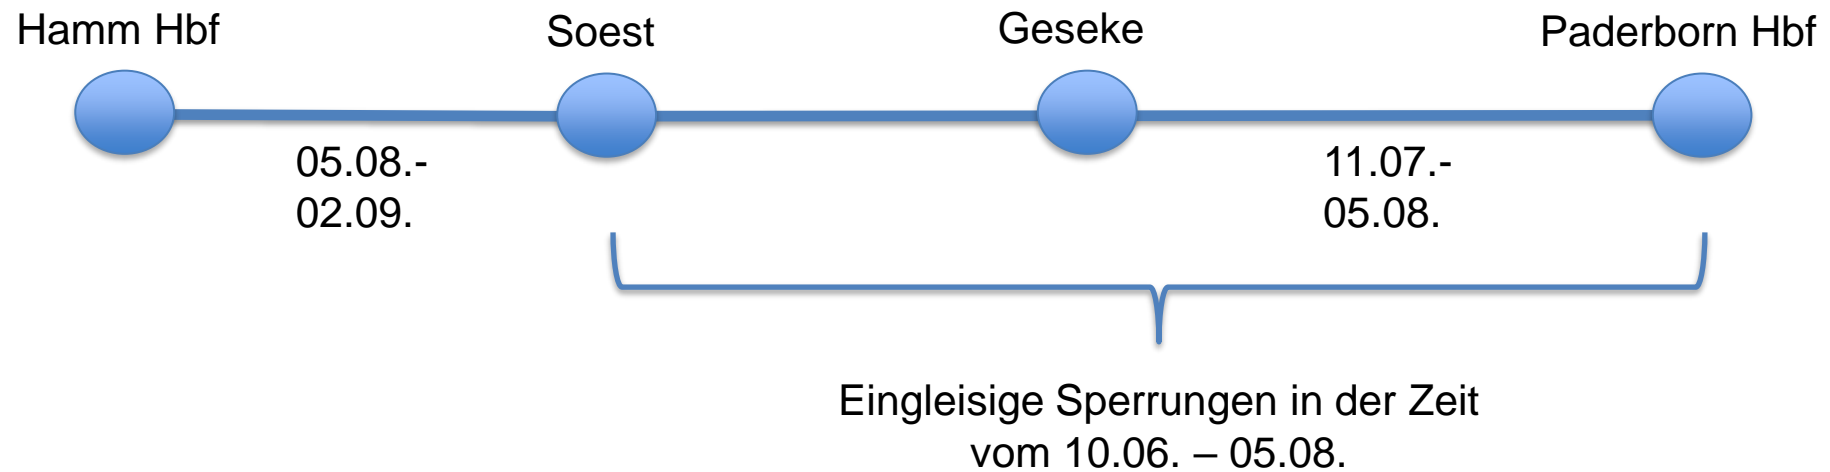 Hamm Hbf
Soest
Geseke
Paderborn Hbf
05.08.-
02.09.
11.07.-
05.08.
Eingleisige Sperrungen in der Zeit
vom 10.06. – 05.08.